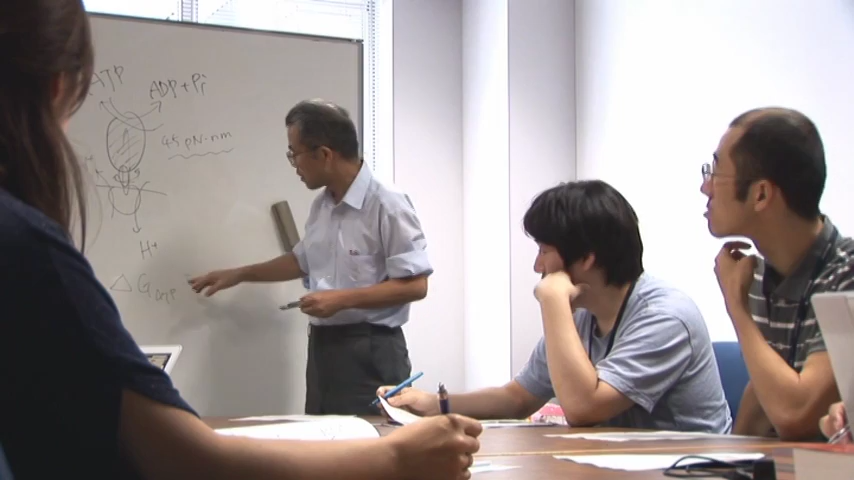 ATP
ADP + Pi
45 pN·nm
H+
△G